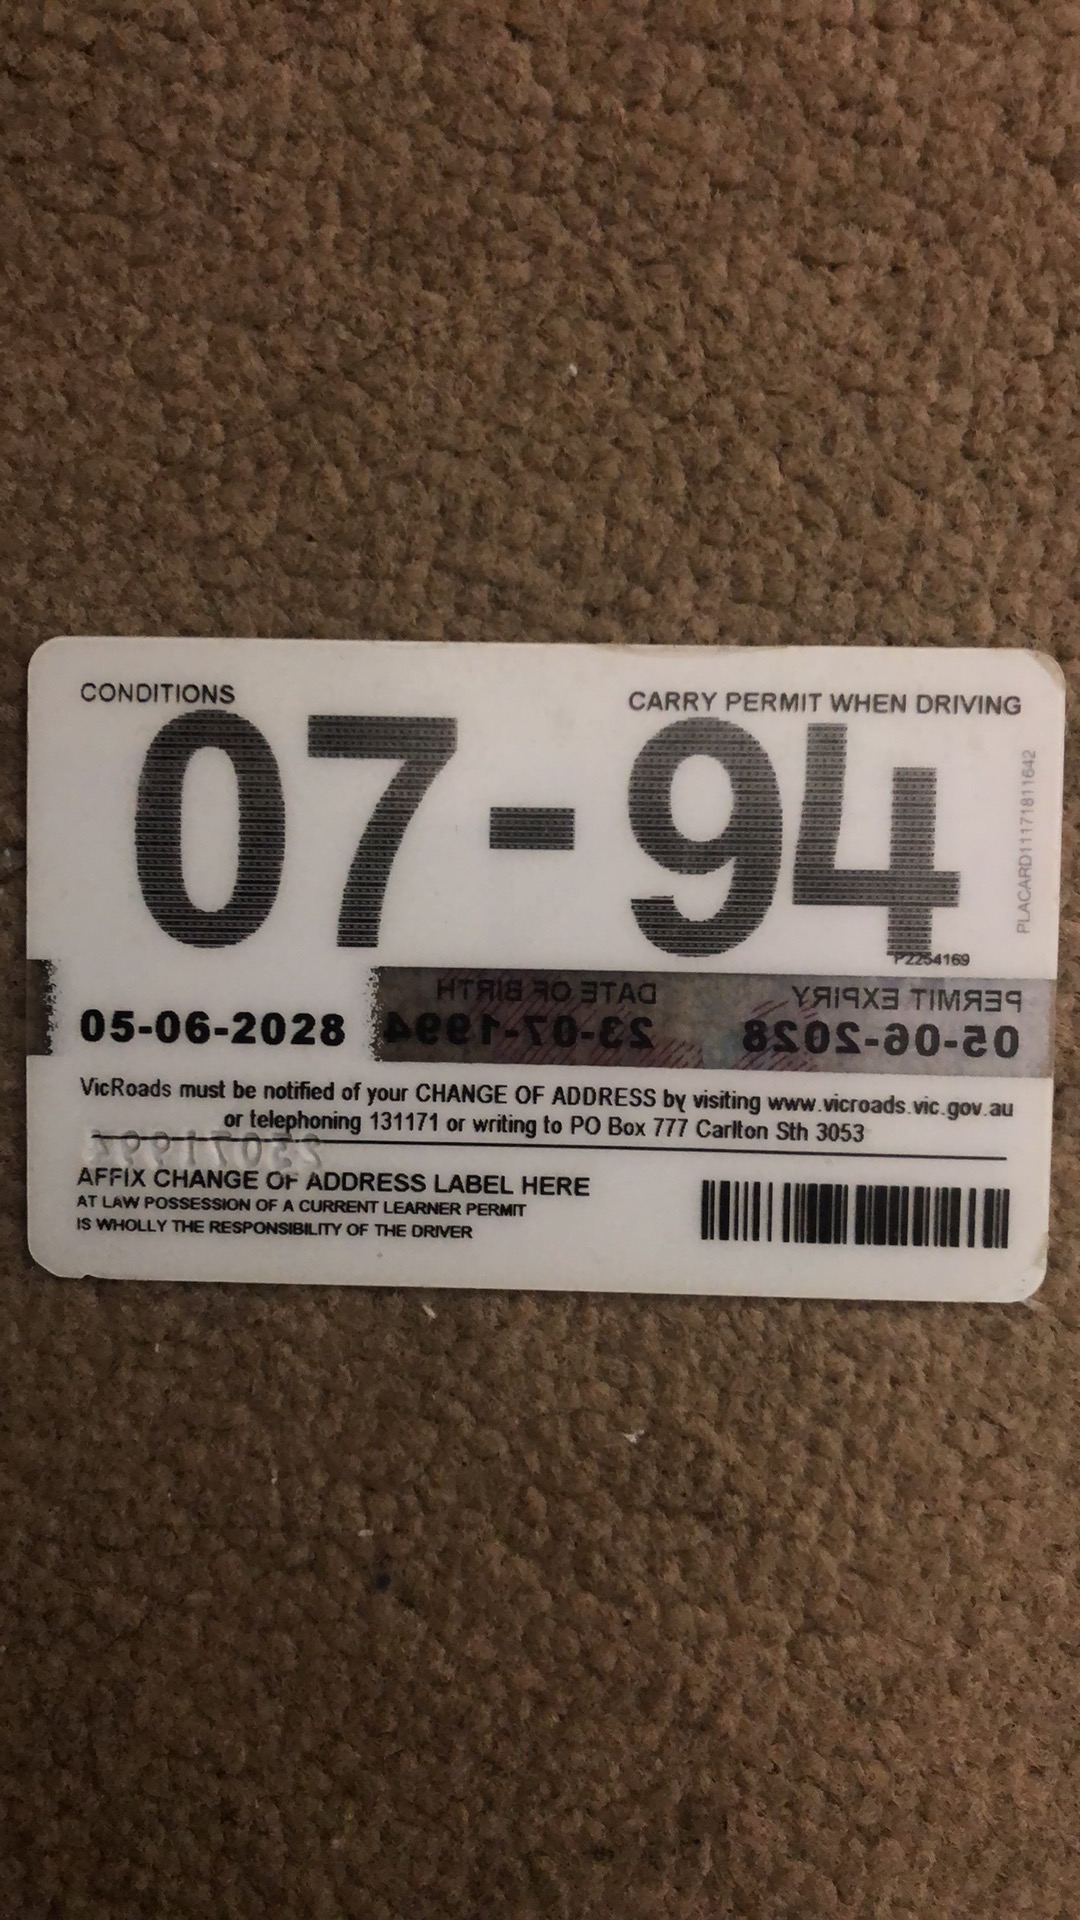 CONDITIONS
CARRY PERMIT WHEN DRIVING
07-94
PLACARD11171811642
P2254169
DATE OF BIRTH
PERMIT EXPIRY
05-06-2028
23-07-1994
05-06-2028
VicRoads must be notified of your CHANGE OF ADDRESS by visiting www.vicroads.vic.gov.au
or telephoning 131171 or writing to PO Box 777 Carlton Sth 3053
23071994
AFFIX CHANGE OF ADDRESS LABEL HERE
AT LAW POSSESSION OF A CURRENT LEARNER PERMIT
IS WHOLLY THE RESPONSIBILITY OF THE DRIVER